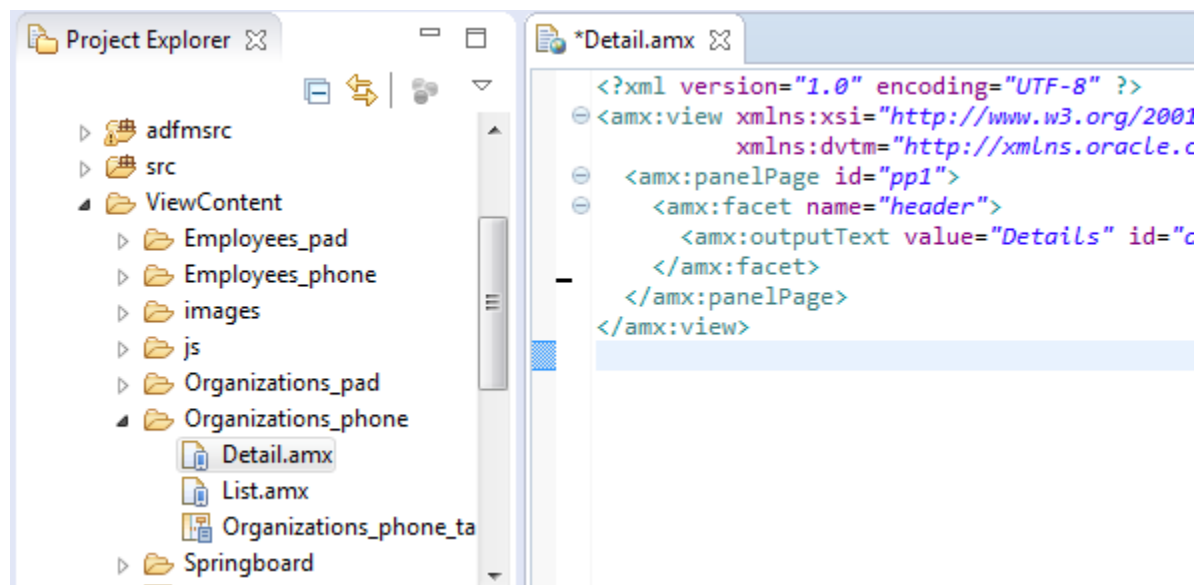 Project Explorer
adfmsrc
src
ViewContent
Employees_pad
Employees_phone
images
js
Organizations_pad
Organizations_phone
Detail.amx
List.amx
Organizations_phone_ta
Springboard
*Detail.amx
<?xml version="1.0" encoding="UTF-8" ?>
<amx:view xmlns:xsi="http://www.w3.org/2001
xmlns:dvtm="http://xmlns.oracle.c
<amx:panelPage id="pp1">
<amx:facet name="header">
<amx:outputText value="Details" id="o
</amx:facet>
</amx:panelPage>
</amx:view>